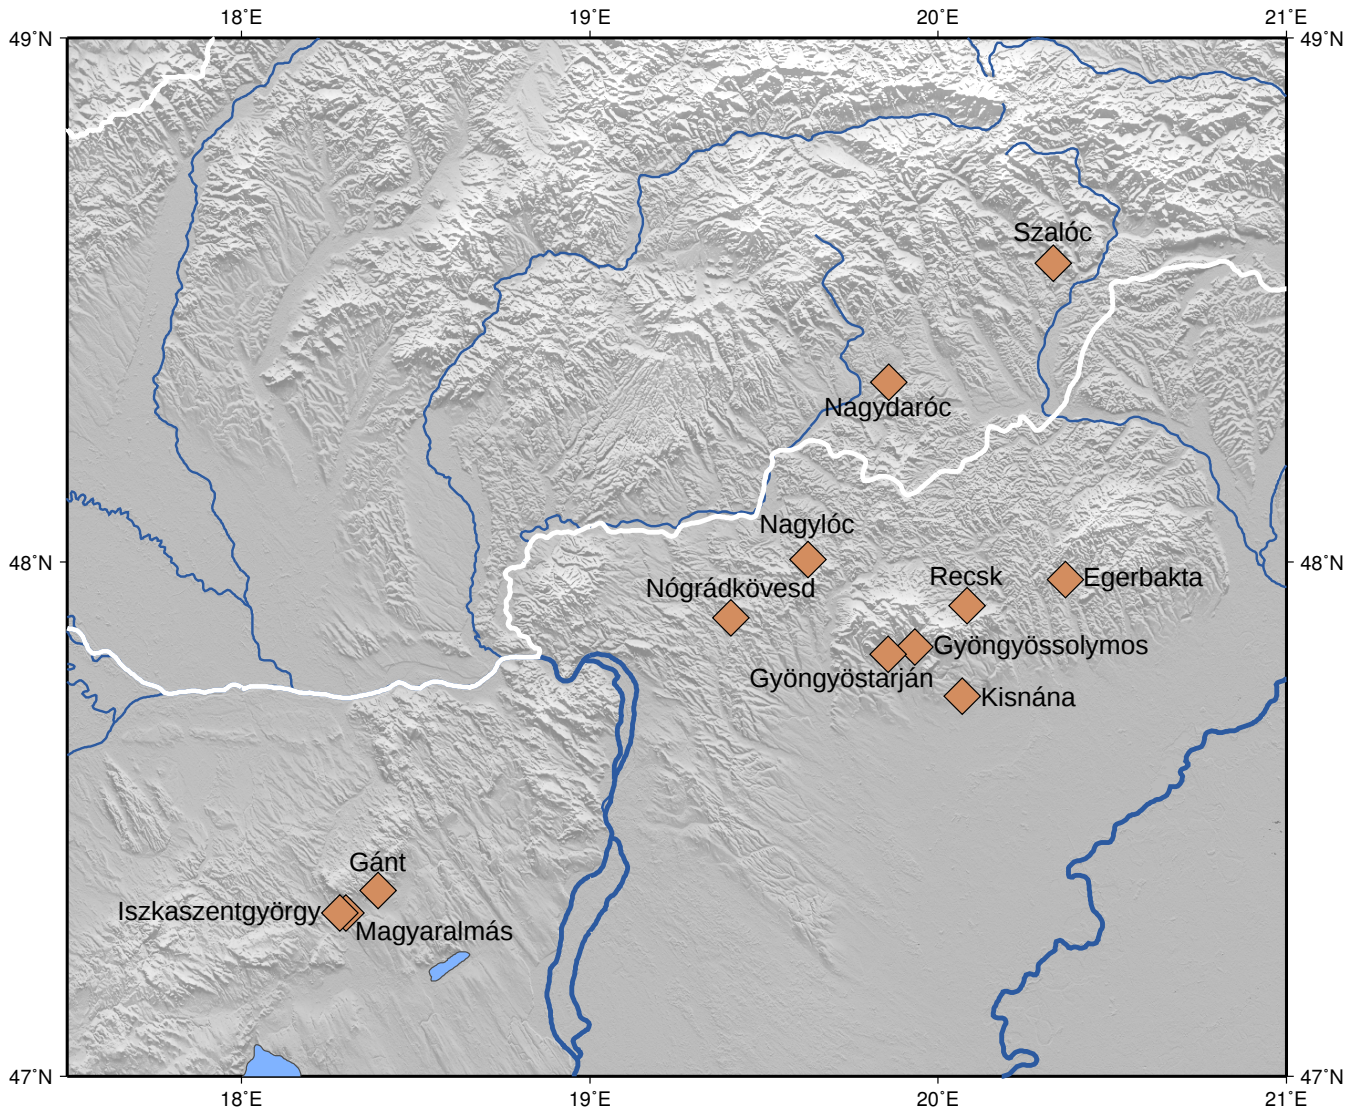 18°E 19°E 20°E 21°E
49°N 49°N
Szalóc
Nagydaróc
Nagylóc
48°N 48°N
Recsk
Egerbakta
Nógrádkövesd
Gyöngyössolymos
Gyöngyöstarján
Kisnána
Gánt
Iszkaszentgyörgy
Magyaralmás
47°N 47°N
18°E 19°E 20°E 21°E